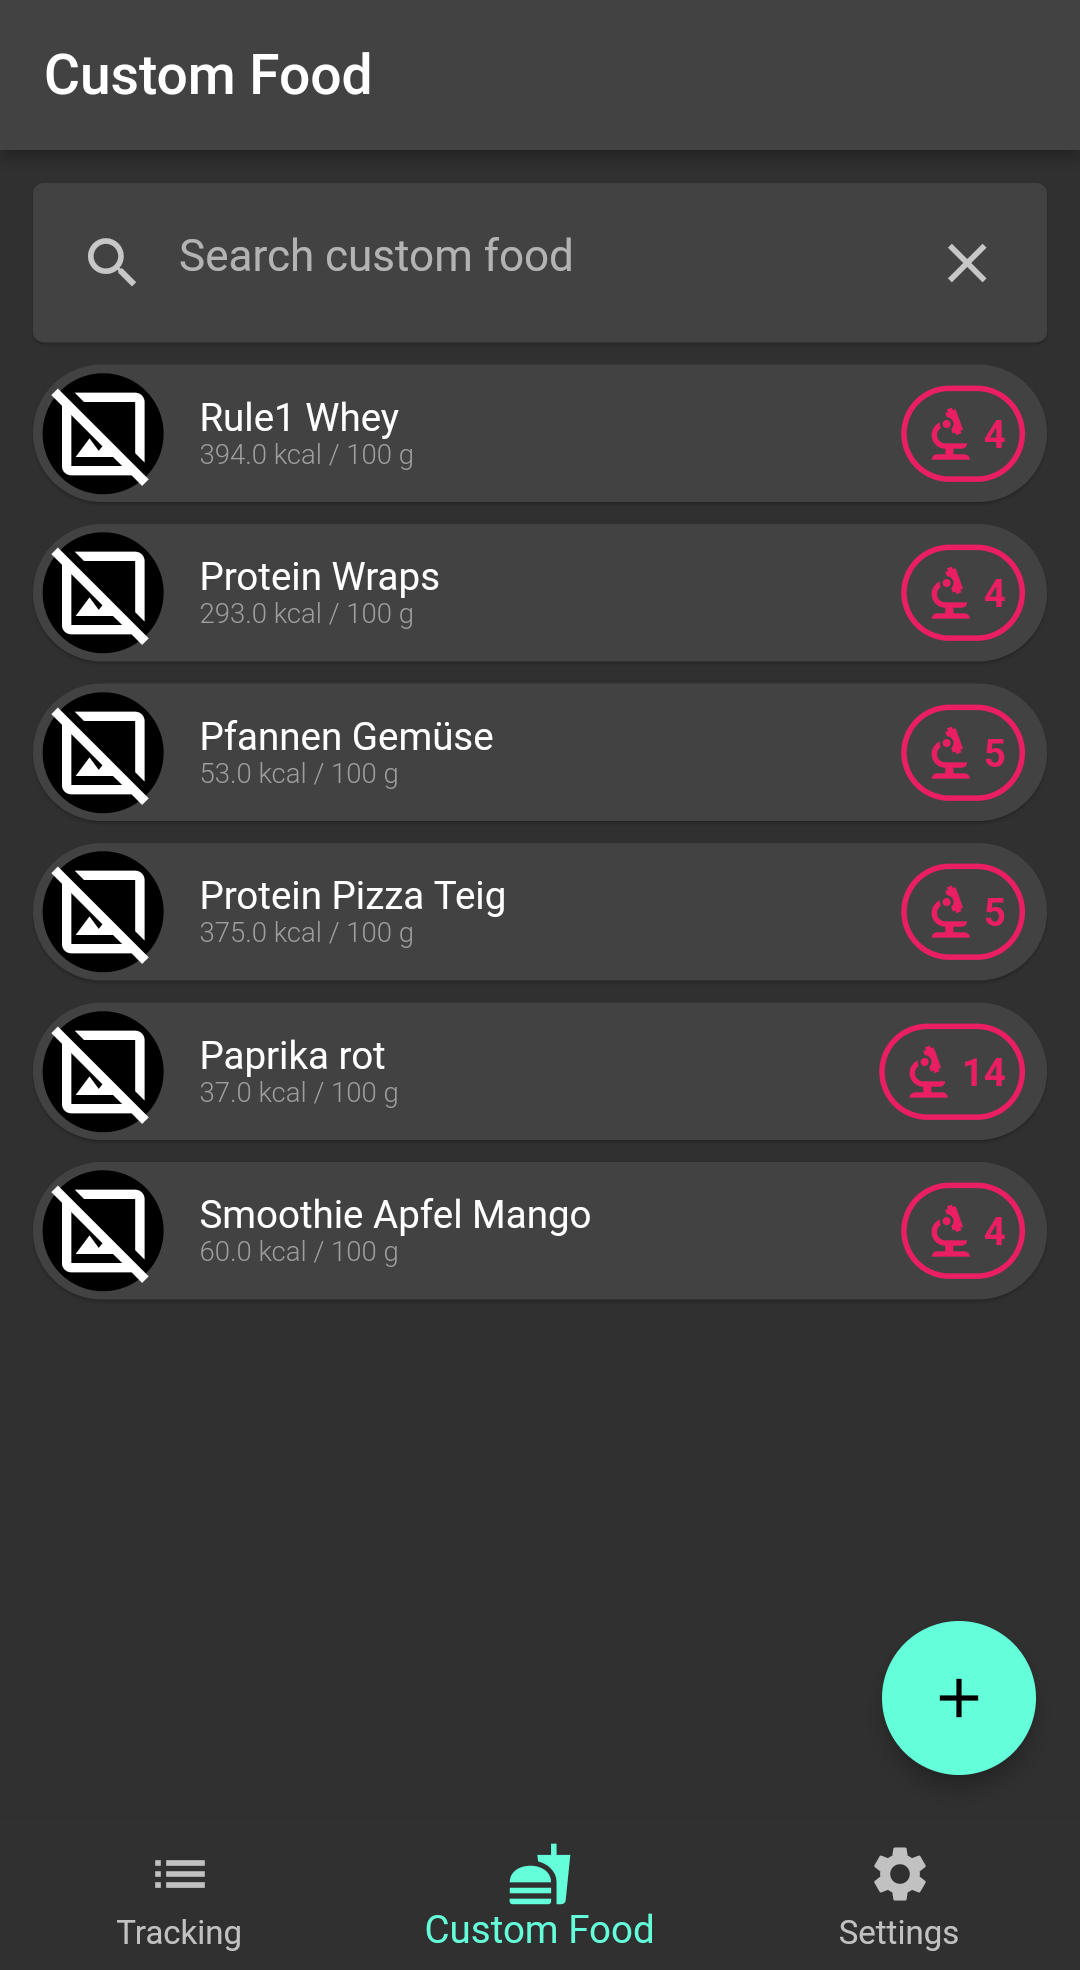 Custom Food
Search custom food
Rule1 Whey
394.0 kcal / 100 g
4
Protein Wraps
293.0 kcal / 100 g
4
Pfannen Gemüse
53.0 kcal / 100 g
5
Protein Pizza Teig
375.0 kcal / 100 g
5
Paprika rot
37.0 kcal / 100 g
14
Smoothie Apfel Mango
60.0 kcal / 100 g
4
Tracking
Custom Food
Settings